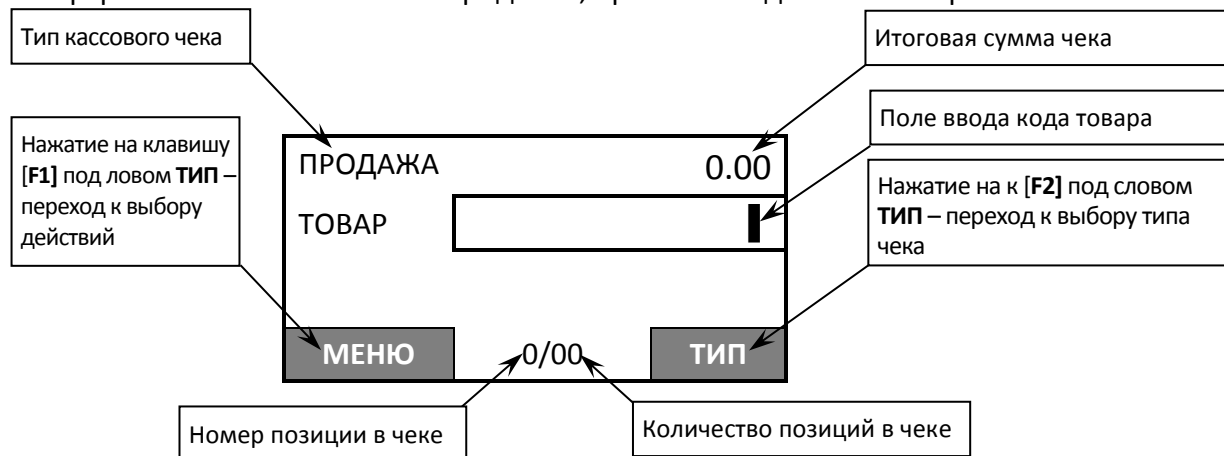 Тип кассового чека
Итоговая сумма чека
Нажатие на клавишу
[F1] под ловом ТИП –
переход к выбору
действий
Поле ввода кода товара
Нажатие на к [F2] под словом
ТИП – переход к выбору типа
чека
ПРОДАЖА 0.00
ТОВАР
МЕНЮ 0/00 ТИП
Номер позиции в чеке
Количество позиций в чеке